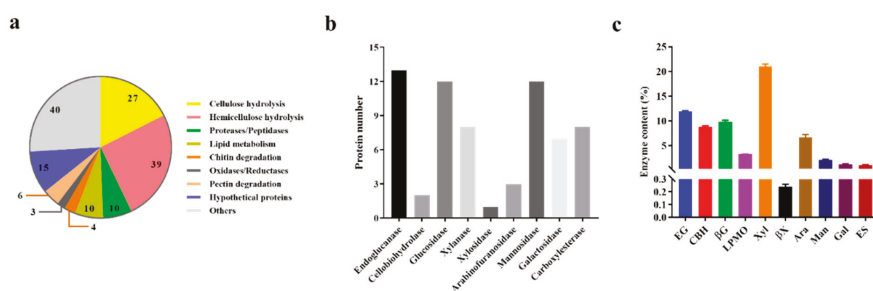 a
27
39
10
10
4
3
6
15
40
Cellulose hydrolysis
Hemicellulose hydrolysis
Proteases/Peptidases
Lipid metabolism
Chitin degradation
Oxidases/Reductases
Pectin degradation
Hypothetical proteins
Others
b
Protein number
15
12
9
6
3
0
Endoglucanase
Cellobiohydrolase
Glucosidase
Xylanase
Xylosidase
Arabinofuranosidase
Mannosidase
Galactosidase
Carboxylesterase
c
Enzyme content (%)
25
20
15
10
5
0.3
0.2
0.1
0.0
EG
CBH
βG
LPMO
Xyl
βX
Ara
Man
Gal
ES